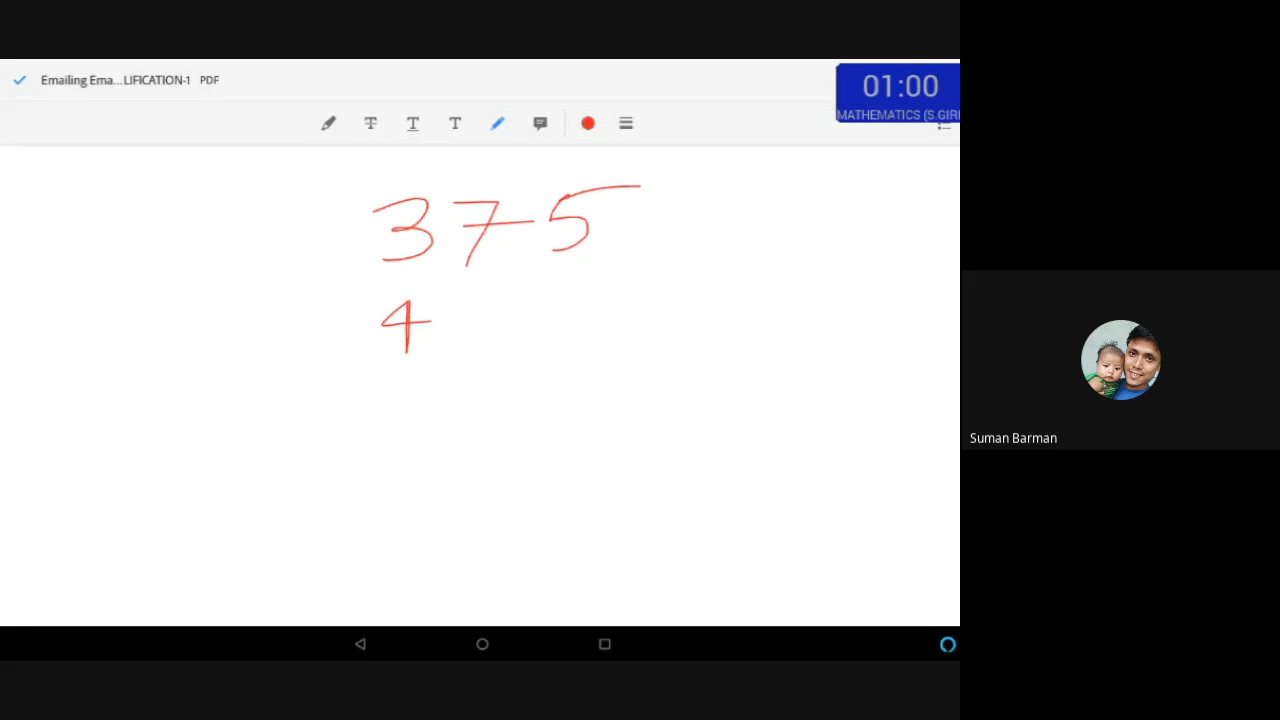 Emailing Ema...LIFICATION-1 PDF
01:00
MATHEMATICS (S.GIRI
T T T
375
4
Suman Barman